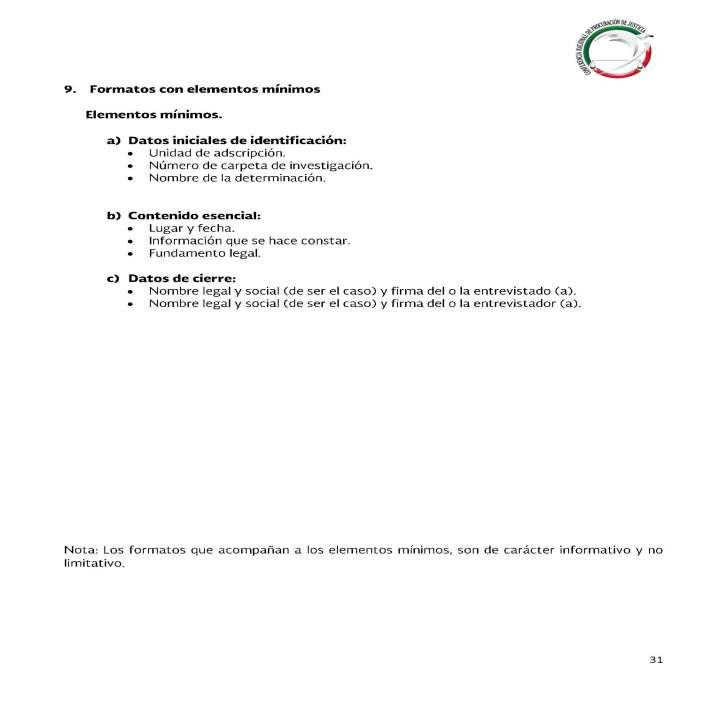 CONFERENCIA NACIONAL DE PROCURACIÓN DE JUSTICIA
9. Formatos con elementos mínimos
Elementos mínimos.
a) Datos iniciales de identificación:
• Unidad de adscripción.
• Número de carpeta de investigación.
• Nombre de la determinación.
b) Contenido esencial:
• Lugar y fecha.
• Información que se hace constar.
• Fundamento legal.
c) Datos de cierre:
• Nombre legal y social (de ser el caso) y firma del o la entrevistado (a).
• Nombre legal y social (de ser el caso) y firma del o la entrevistador (a).
Nota: Los formatos que acompañan a los elementos mínimos, son de carácter informativo y no
limitativo.
31